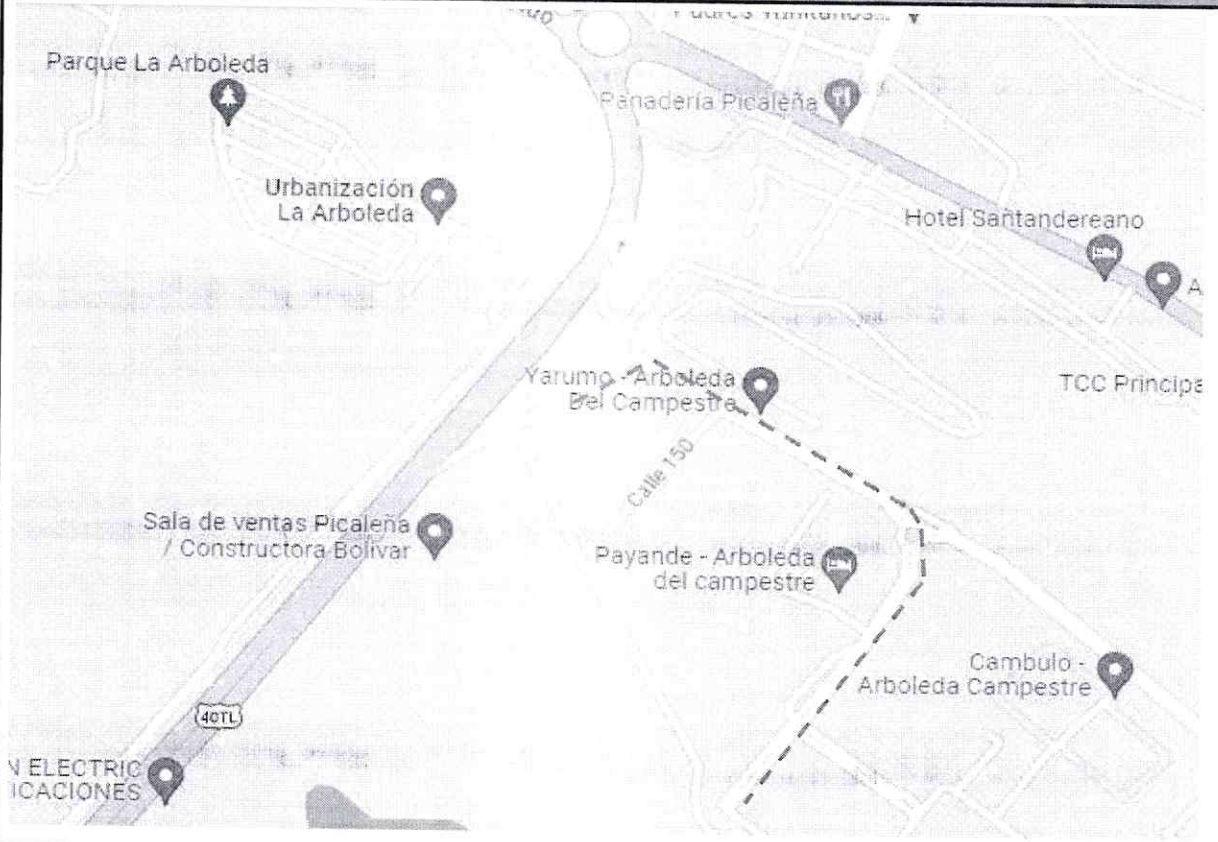 Parque La Arboleda
Panadería Picaleña
Urbanización
La Arboleda
Hotel Santandereano
A
Yarumo - Arboleda
Del Campestre
TCC Principa
Calle 150
Sala de ventas Picaleña
/ Constructora Bolívar
Payande - Arboleda
del campestre
Cambulo -
Arboleda Campestre
40TL
N ELECTRIC
ICACIONES